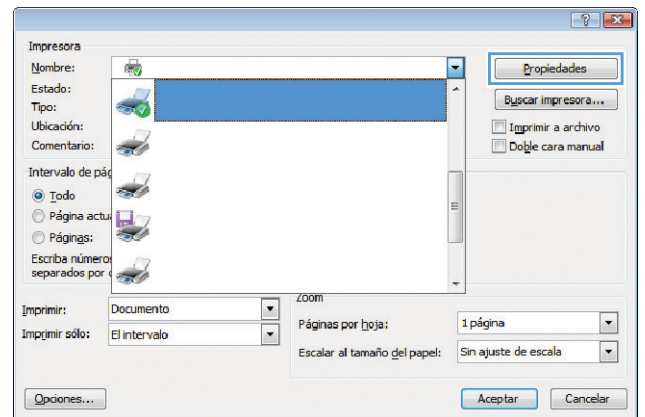 Impresora
Nombre:
Propiedades
Estado:
Buscar impresora...
Tipo:
Ubicación:
Imprimir a archivo
Comentario:
Doble cara manual
Intervalo de pág
Todo
Página actu
Páginas:
Escriba números
separados por
Zoom
Imprimir:
Documento
Páginas por hoja:
1 página
Imprimir sólo:
El intervalo
Escalar al tamaño del papel:
Sin ajuste de escala
Opciones...
Aceptar
Cancelar